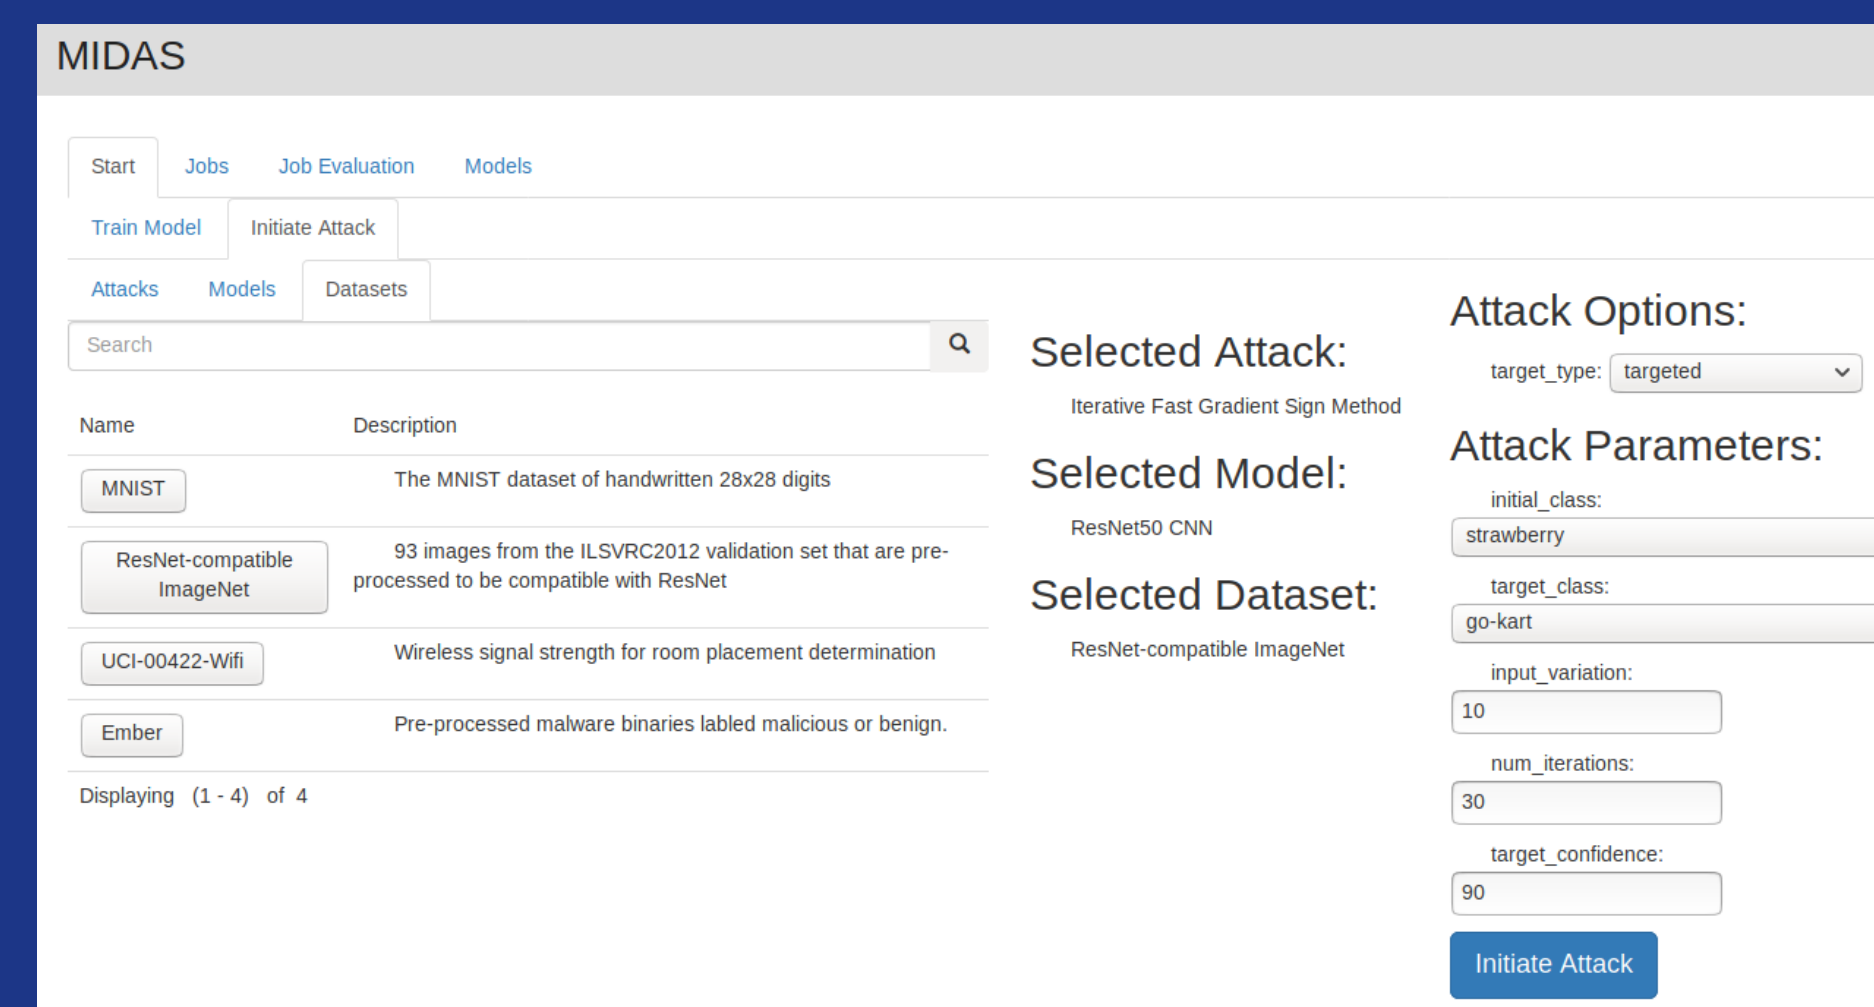 MIDAS
Start Jobs Job Evaluation Models
Train Model Initiate Attack
Attacks Models Datasets
Search
Name Description
MNIST The MNIST dataset of handwritten 28x28 digits
ResNet-compatible
ImageNet
93 images from the ILSVRC2012 validation set that are pre-
processed to be compatible with ResNet
UCI-00422-Wifi Wireless signal strength for room placement determination
Ember Pre-processed malware binaries labled malicious or benign.
Displaying (1 - 4) of 4
Selected Attack:
Iterative Fast Gradient Sign Method
Selected Model:
ResNet50 CNN
Selected Dataset:
ResNet-compatible ImageNet
Attack Options:
target_type: targeted
Attack Parameters:
initial_class:
strawberry
target_class:
go-kart
input_variation:
10
num_iterations:
30
target_confidence:
90
Initiate Attack